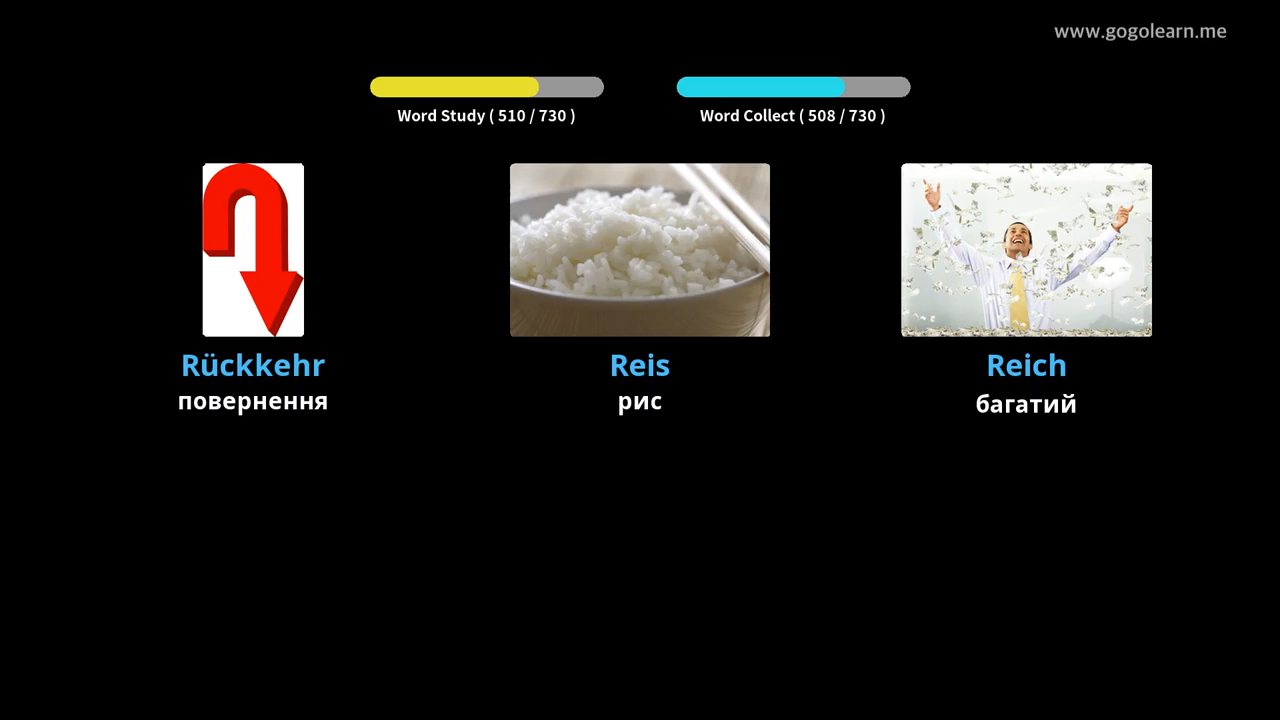 www.gogolearn.me
Word Study ( 510 / 730 )
Word Collect ( 508 / 730 )
Rückkehr
повернення
Reis
рис
Reich
багатий